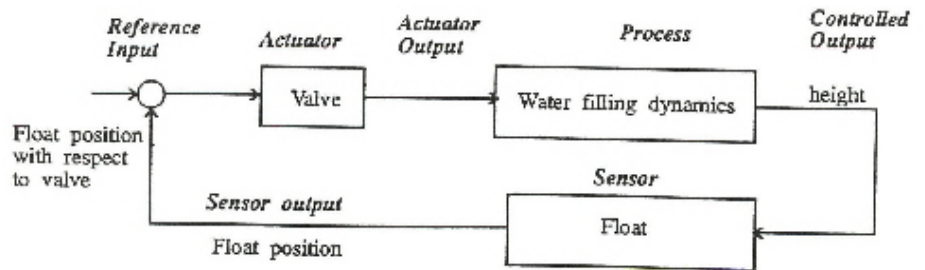 Reference
Input
Actuator
Actuator
Output
Process
Controlled
Output
Valve
Water filling dynamics
height
Float position
with respect
to valve
Sensor
Sensor output
Float
Float position